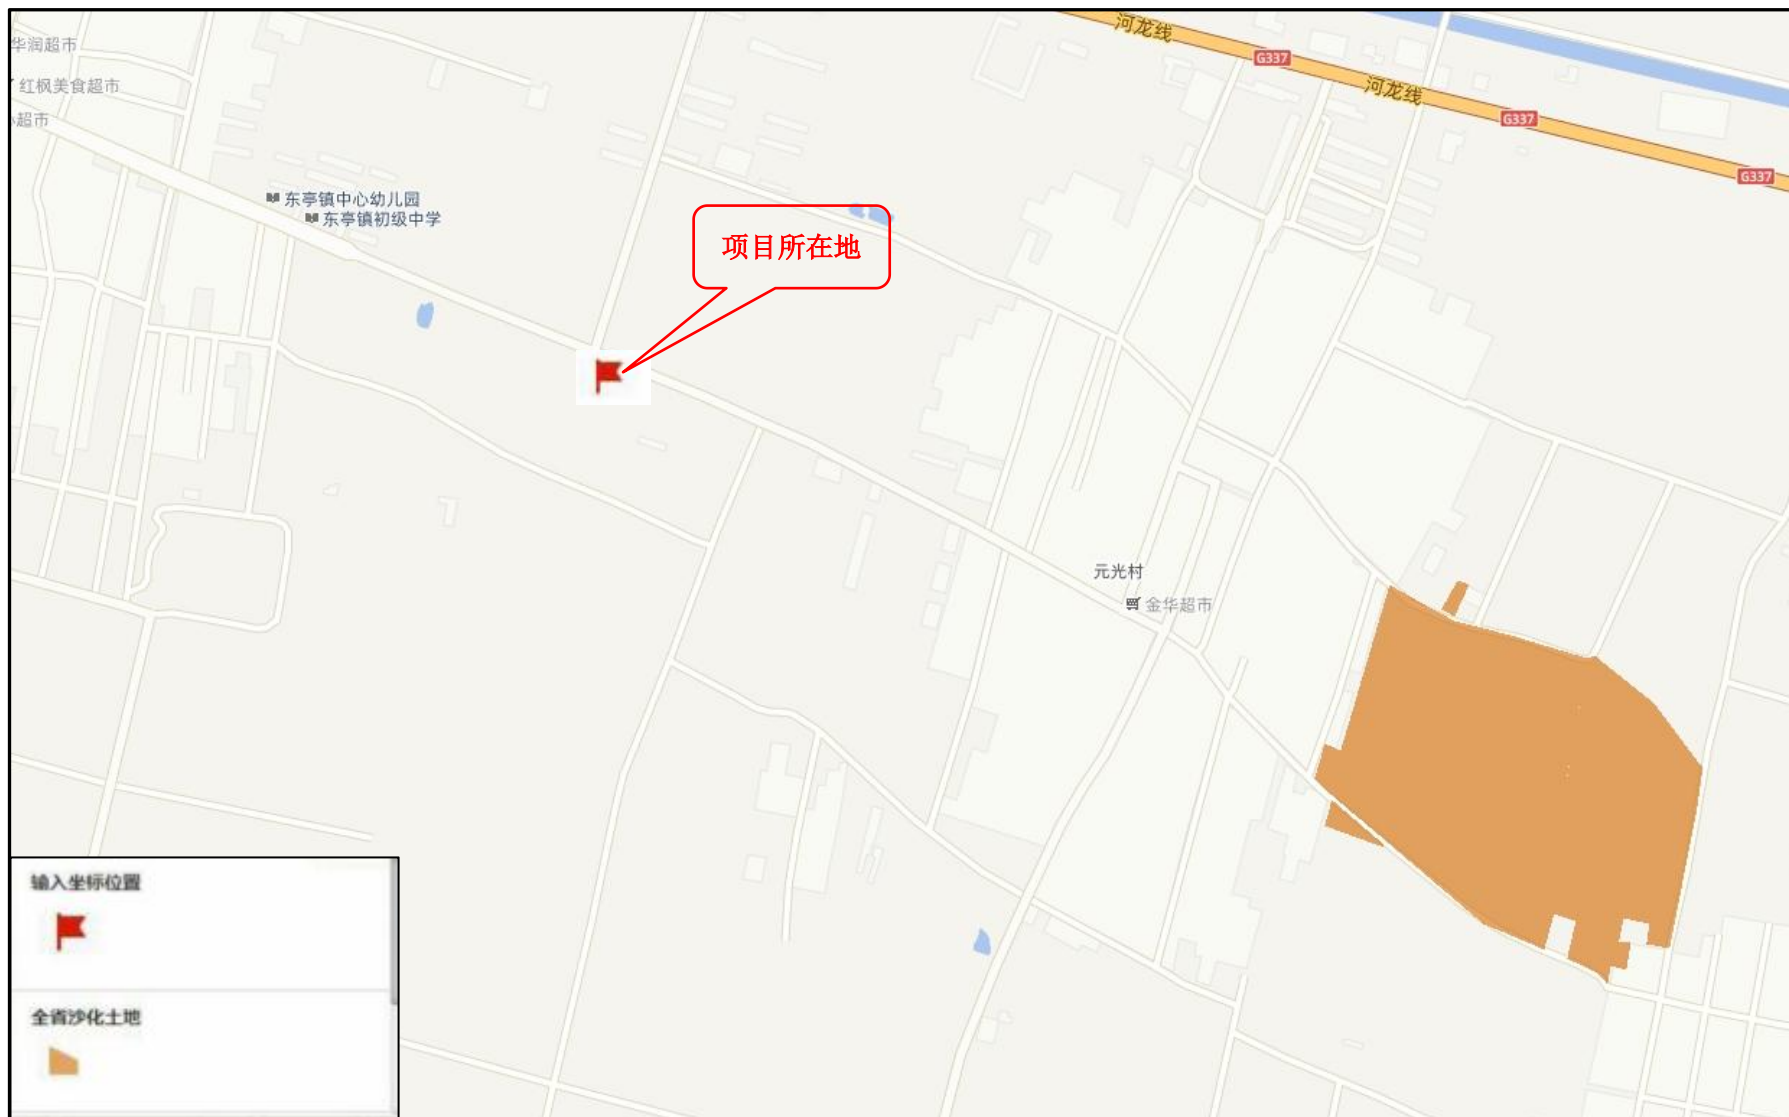 河龙线
华润超市
G337
红枫美食超市
河龙线
超市
G337
G337
东亭镇中心幼儿园
东亭镇初级中学
项目所在地
元光村
金华超市
输入坐标位置
全省沙化土地